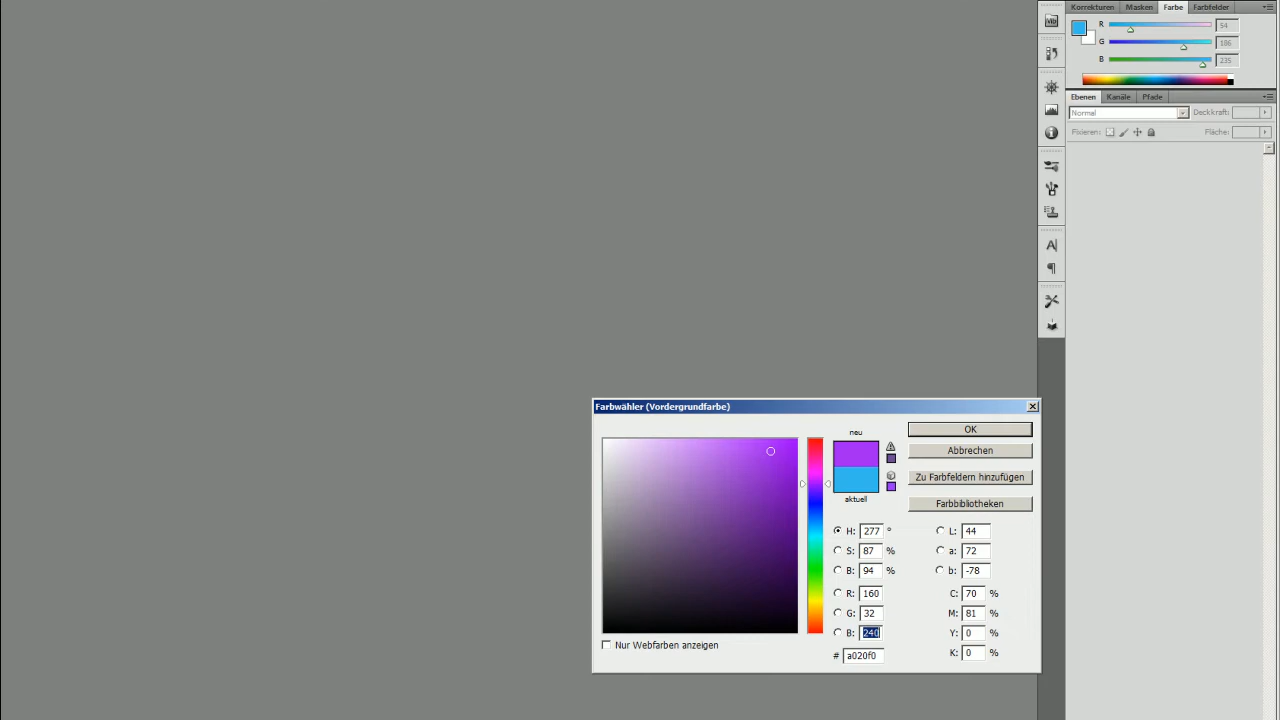 Korrekturen Masken Farbe Farbfelder
R 54
G 186
B 235
Ebenen Kanäle Pfade
Normal Deckkraft:
Fixieren: Fläche:
Farbwähler (Vordergrundfarbe)
neu
aktuell
OK
Abbrechen
Zu Farbfeldern hinzufügen
Farbbibliotheken
H: 277 ° L: 44
S: 87 % a: 72
B: 94 % b: -78
R: 160 C: 70 %
G: 32 M: 81 %
B: 240 Y: 0 %
# a020f0 K: 0 %
Nur Webfarben anzeigen